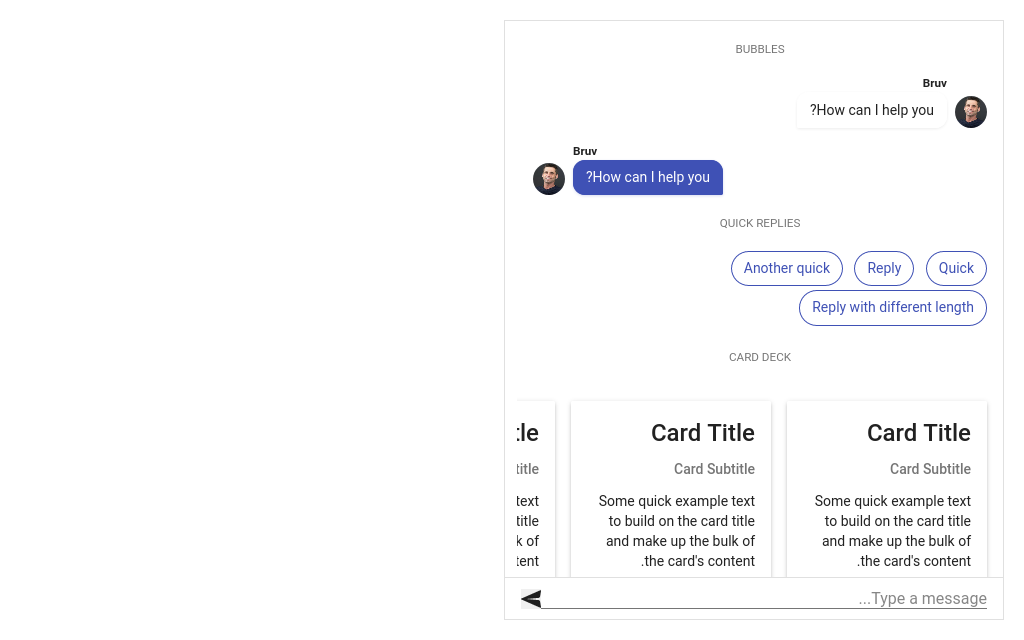 BUBBLES
Bruv
?How can I help you
Bruv
?How can I help you
QUICK REPLIES
Another quick Reply Quick
Reply with different length
CARD DECK
Card Title
Card Subtitle
Some quick example text
to build on the card title
and make up the bulk of
.the card's content
Card Title
Card Subtitle
Some quick example text
to build on the card title
and make up the bulk of
.the card's content
text
title
of
...Type a message